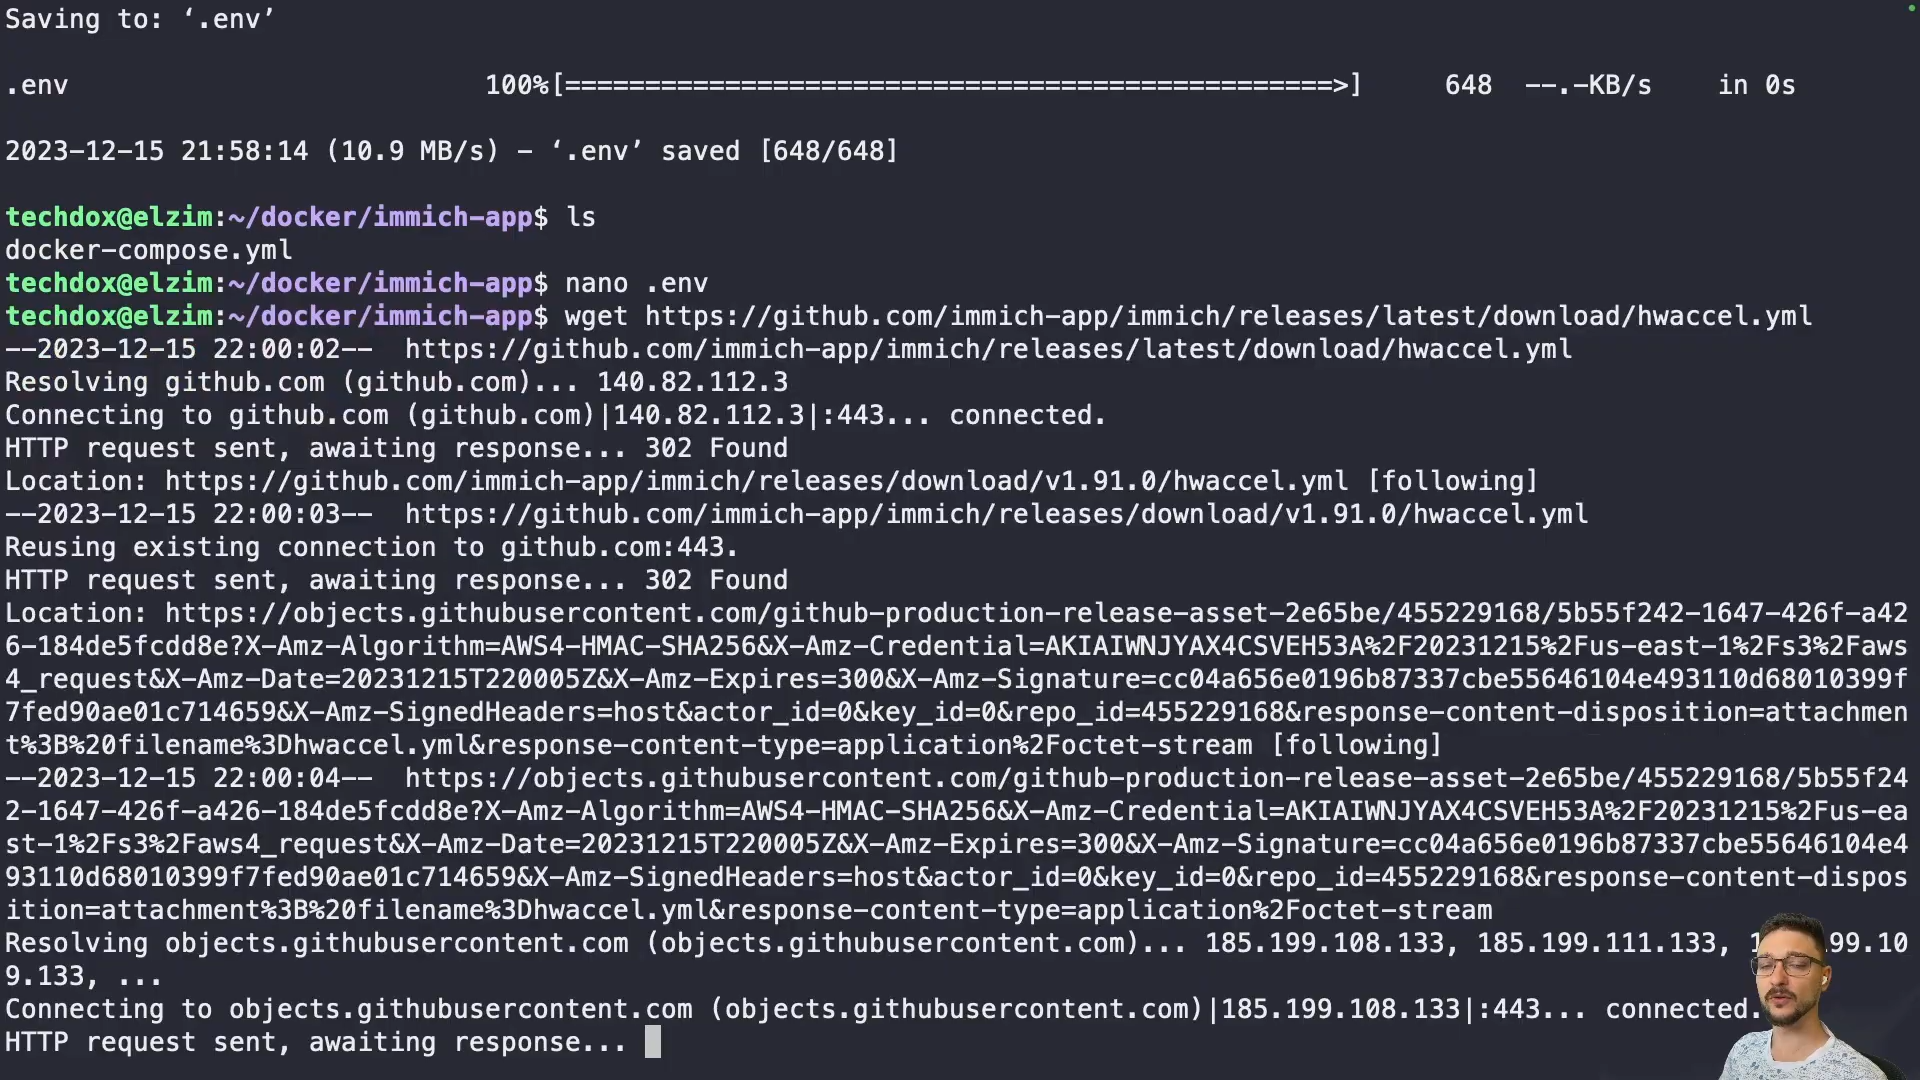 Saving to: ‘.env’
.env 100%[================================================>] 648 --.-KB/s in 0s
2023-12-15 21:58:14 (10.9 MB/s) - ‘.env’ saved [648/648]
techdox@elzim:~/docker/immich-app$ ls
docker-compose.yml
techdox@elzim:~/docker/immich-app$ nano .env
techdox@elzim:~/docker/immich-app$ wget https://github.com/immich-app/immich/releases/latest/download/hwaccel.yml
--2023-12-15 22:00:02-- https://github.com/immich-app/immich/releases/latest/download/hwaccel.yml
Resolving github.com (github.com)... 140.82.112.3
Connecting to github.com (github.com)|140.82.112.3|:443... connected.
HTTP request sent, awaiting response... 302 Found
Location: https://github.com/immich-app/immich/releases/download/v1.91.0/hwaccel.yml [following]
--2023-12-15 22:00:03-- https://github.com/immich-app/immich/releases/download/v1.91.0/hwaccel.yml
Reusing existing connection to github.com:443.
HTTP request sent, awaiting response... 302 Found
Location: https://objects.githubusercontent.com/github-production-release-asset-2e65be/455229168/5b55f242-1647-426f-a42
6-184de5fcdd8e?X-Amz-Algorithm=AWS4-HMAC-SHA256&X-Amz-Credential=AKIAIWNJYAX4CSVEH53A%2F20231215%2Fus-east-1%2Fs3%2Faws
4_request&X-Amz-Date=20231215T220005Z&X-Amz-Expires=300&X-Amz-Signature=cc04a656e0196b87337cbe55646104e493110d68010399f
7fed90ae01c714659&X-Amz-SignedHeaders=host&actor_id=0&key_id=0&repo_id=455229168&response-content-disposition=attachmen
t%3B%20filename%3Dhwaccel.yml&response-content-type=application%2Foctet-stream [following]
--2023-12-15 22:00:04-- https://objects.githubusercontent.com/github-production-release-asset-2e65be/455229168/5b55f24
2-1647-426f-a426-184de5fcdd8e?X-Amz-Algorithm=AWS4-HMAC-SHA256&X-Amz-Credential=AKIAIWNJYAX4CSVEH53A%2F20231215%2Fus-ea
st-1%2Fs3%2Faws4_request&X-Amz-Date=20231215T220005Z&X-Amz-Expires=300&X-Amz-Signature=cc04a656e0196b87337cbe55646104e4
93110d68010399f7fed90ae01c714659&X-Amz-SignedHeaders=host&actor_id=0&key_id=0&repo_id=455229168&response-content-dispos
ition=attachment%3B%20filename%3Dhwaccel.yml&response-content-type=application%2Foctet-stream
Resolving objects.githubusercontent.com (objects.githubusercontent.com)... 185.199.108.133, 185.199.111.133,
9.133, ...
Connecting to objects.githubusercontent.com (objects.githubusercontent.com)|185.199.108.133|:443... connected.
HTTP request sent, awaiting response...